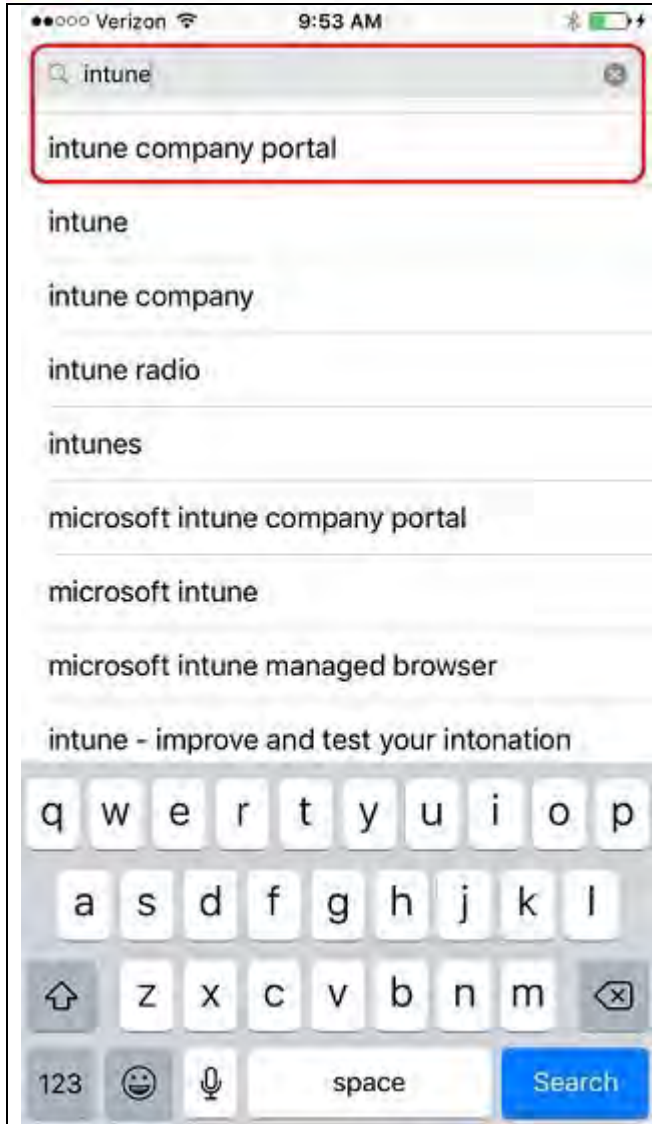 Verizon 9:53 AM
intune
intune company portal
intune
intune company
intune radio
intunes
microsoft intune company portal
microsoft intune
microsoft intune managed browser
intune - improve and test your intonation
q w e r t y u i o p
a s d f g h j k l
z x c v b n m
123 space Search